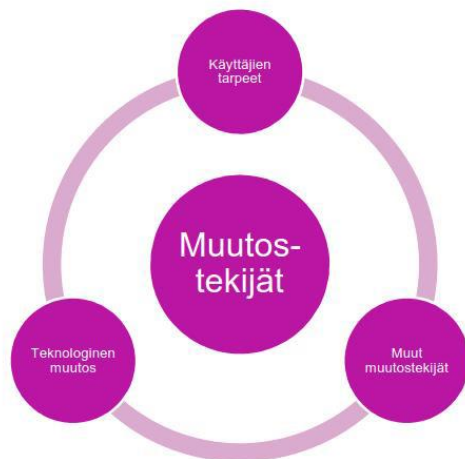 Käyttäjien
tarpeet
Muutos-
tekijät
Teknologinen
muutos
Muut
muutostekijät